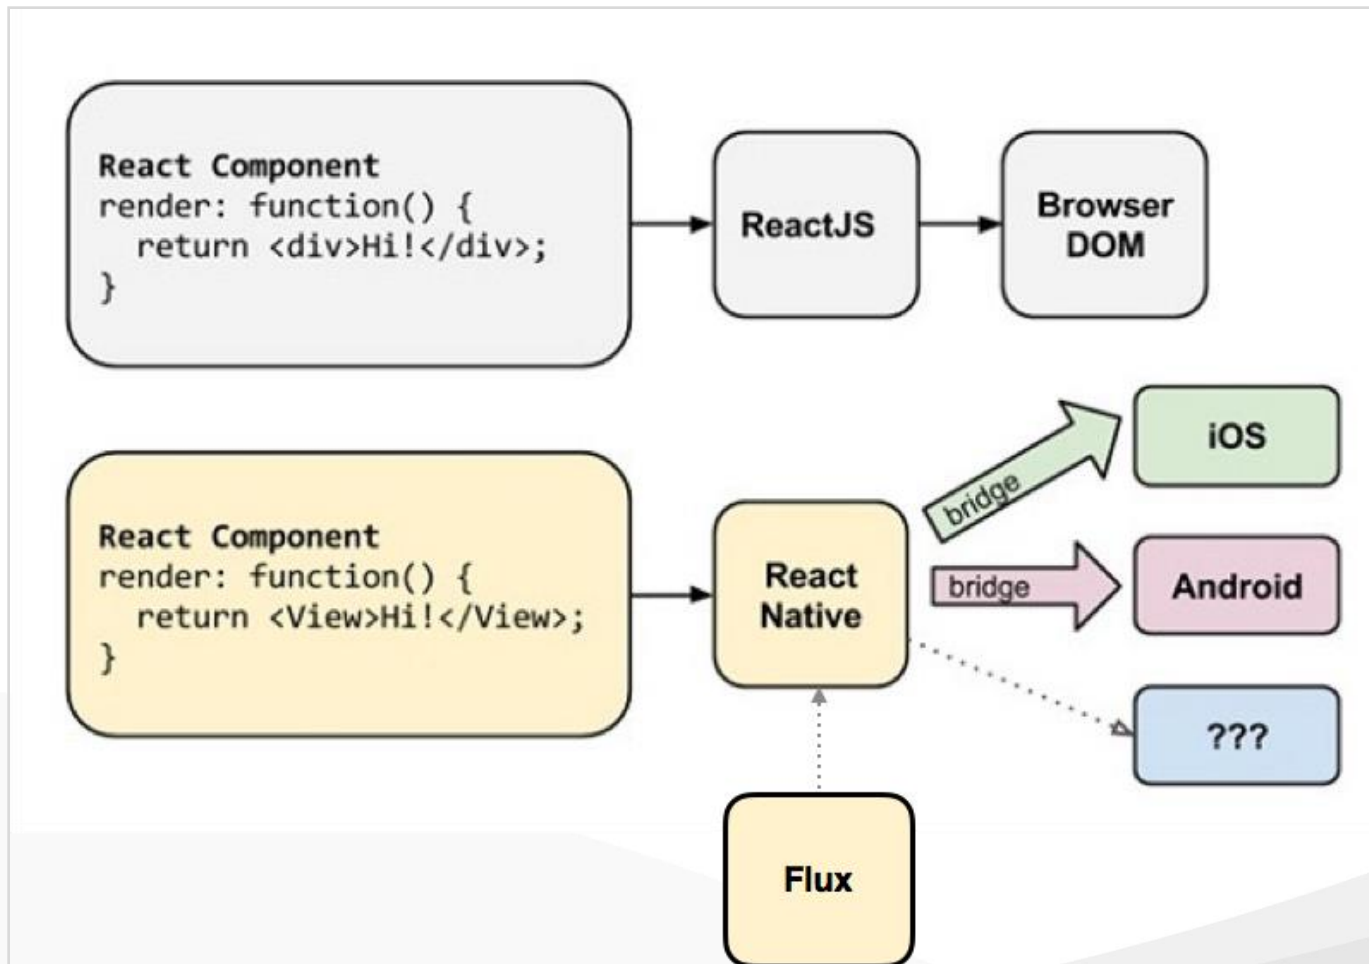 React Component
render: function() {
  return <div>Hi!</div>;
}
ReactJS
Browser
DOM
React Component
render: function() {
  return <View>Hi!</View>;
}
React
Native
bridge
iOS
bridge
Android
???
Flux